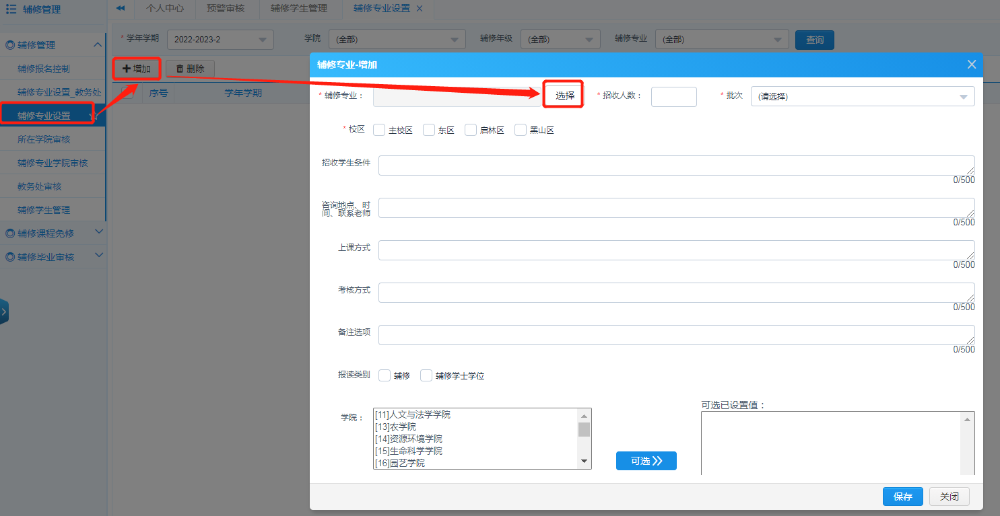 辅修管理
个人中心
预警审核
辅修学生管理
辅修专业设置
辅修管理
辅修报名控制
辅修专业设置_教务处
辅修专业设置
所在学院审核
辅修专业学院审核
教务处审核
辅修学生管理
辅修课程免修
辅修毕业审核
* 学年学期
2022-2023-2
学院
(全部)
辅修年级
(全部)
辅修专业
(全部)
查询
增加
删除
序号
学年学期
辅修专业-增加
* 辅修专业：
选择
* 招收人数：
* 批次
(请选择)
* 校区
主校区
东区
启林区
黑山区
招收学生条件
0/500
咨询地点、时
间、联系老师
0/500
上课方式
0/500
考核方式
0/500
备注选项
0/500
报读类别
辅修
辅修学士学位
学院：
[11]人文与法学学院
[13]农学院
[14]资源环境学院
[15]生命科学学院
[16]园艺学院
可选
可选已设置值：
保存
关闭